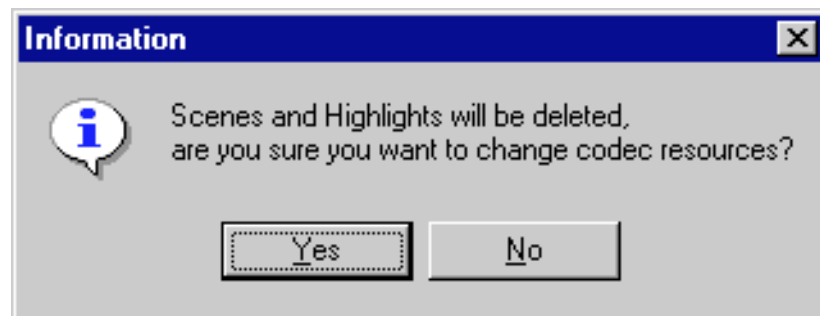 Information
Scenes and Highlights will be deleted,
are you sure you want to change codec resources?
Yes No